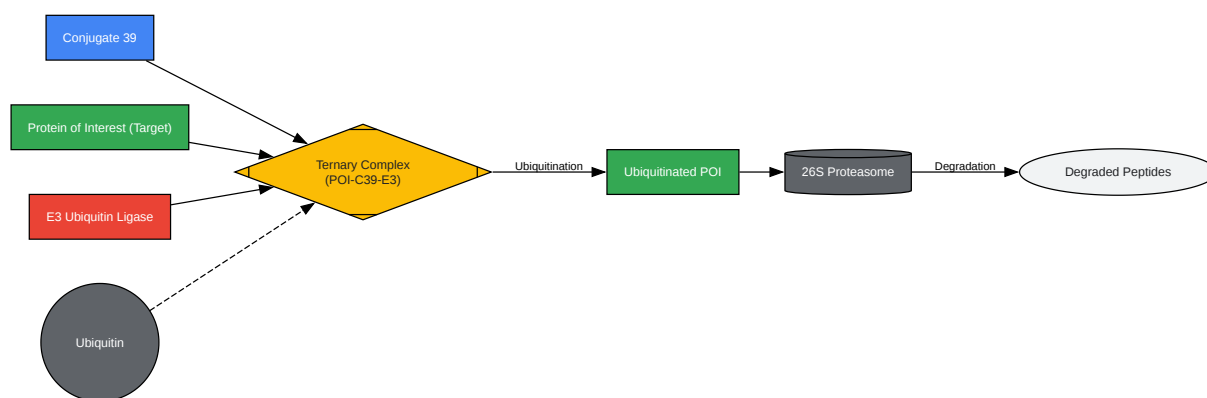 Conjugate 39
Protein of Interest (Target)
E3 Ubiquitin Ligase
Ubiquitin
Ternary Complex
(POI-C39-E3)
Ubiquitination
Ubiquitinated POI
26S Proteasome
Degradation
Degraded Peptides